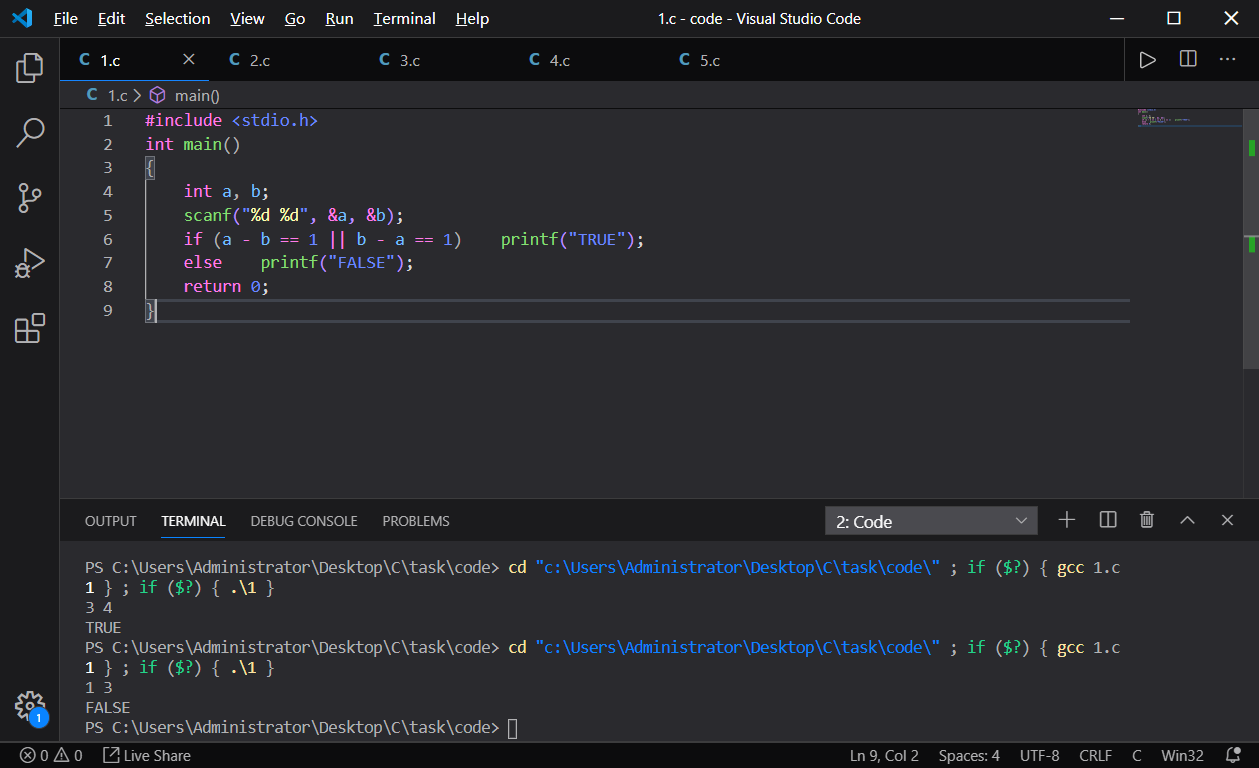 File Edit Selection View Go Run Terminal Help 1.c - code - Visual Studio Code
C 1.c C 2.c C 3.c C 4.c C 5.c
C 1.c > main()
1 #include <stdio.h>
2 int main()
3 {
4 int a, b;
5 scanf("%d %d", &a, &b);
6 if (a - b == 1 || b - a == 1) printf("TRUE");
7 else printf("FALSE");
8 return 0;
9 }
OUTPUT TERMINAL DEBUG CONSOLE PROBLEMS 2: Code
PS C:\Users\Administrator\Desktop\C\task\code> cd "c:\Users\Administrator\Desktop\C\task\code\" ; if ($?) { gcc 1.c
1 } ; if ($?) { .\1 }
3 4
TRUE
PS C:\Users\Administrator\Desktop\C\task\code> cd "c:\Users\Administrator\Desktop\C\task\code\" ; if ($?) { gcc 1.c
1 } ; if ($?) { .\1 }
1 3
FALSE
PS C:\Users\Administrator\Desktop\C\task\code>
1
0 0 Live Share Ln 9, Col 2 Spaces: 4 UTF-8 CRLF C Win32